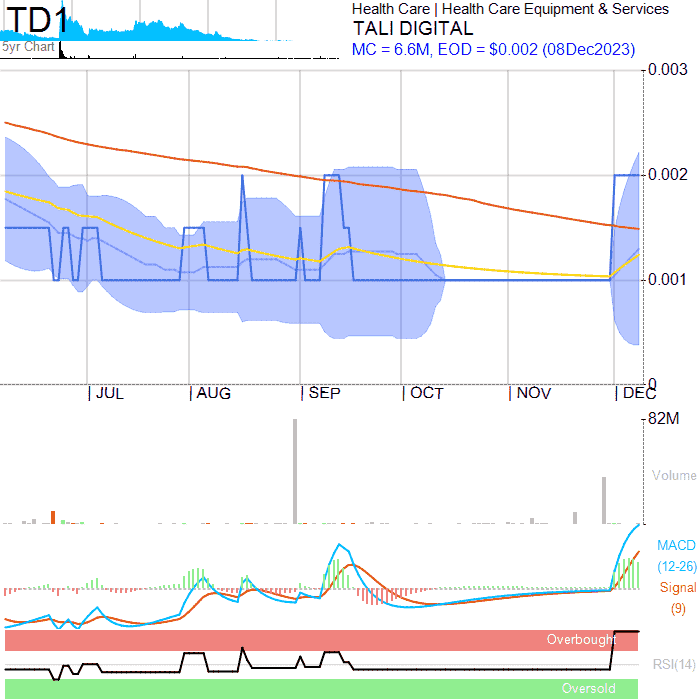 TD1
5yr Chart
Health Care | Health Care Equipment & Services
TALI DIGITAL
MC = 6.6M, EOD = $0.002 (08Dec2023)
0.003
0.002
0.001
0
JUL AUG SEP OCT NOV DEC
82M
Volume
MACD
(12-26)
Signal
(9)
Overbought
RSI(14)
Oversold